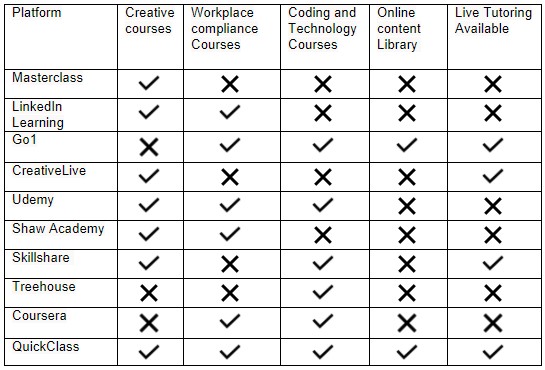 Platform
Creative courses
Workplace compliance Courses
Coding and Technology Courses
Online content Library
Live Tutoring Available
Masterclass
LinkedIn Learning
Go1
CreativeLive
Udemy
Shaw Academy
Skillshare
Treehouse
Coursera
QuickClass